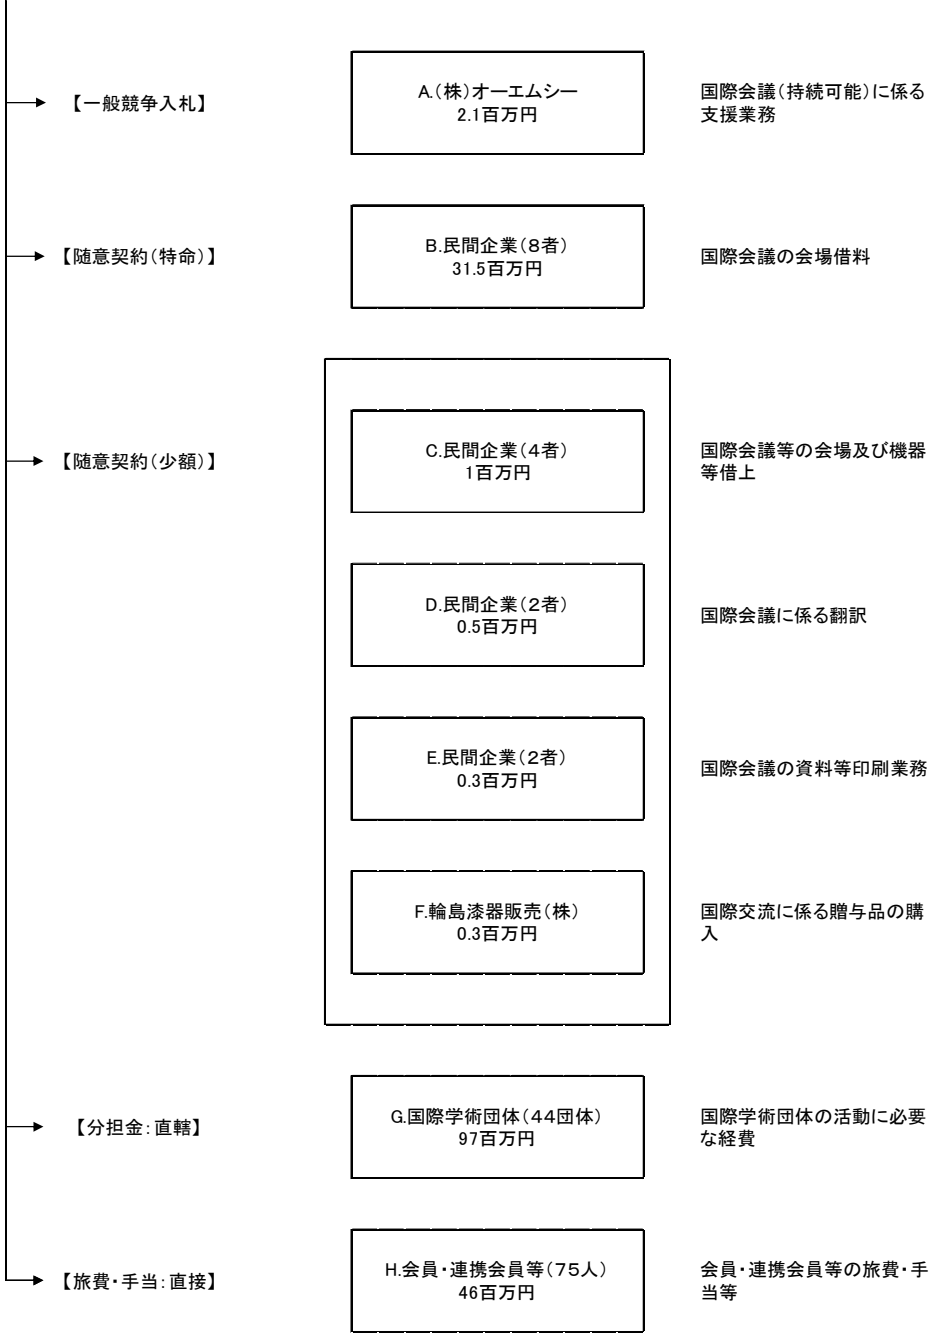 【一般競争入札】
A.(株)オーエムシー
2.1百万円
国際会議(持続可能)に係る
支援業務
【随意契約(特命)】
B.民間企業(8者)
31.5百万円
国際会議の会場借料
【随意契約(少額)】
C.民間企業(4者)
1百万円
国際会議等の会場及び機器
等借上
D.民間企業(2者)
0.5百万円
国際会議に係る翻訳
E.民間企業(2者)
0.3百万円
国際会議の資料等印刷業務
F.輪島漆器販売(株)
0.3百万円
国際交流に係る贈与品の購
入
【分担金:直轄】
G.国際学術団体(44団体)
97百万円
国際学術団体の活動に必要
な経費
【旅費・手当:直接】
H.会員・連携会員等(75人)
46百万円
会員・連携会員等の旅費・手
当等